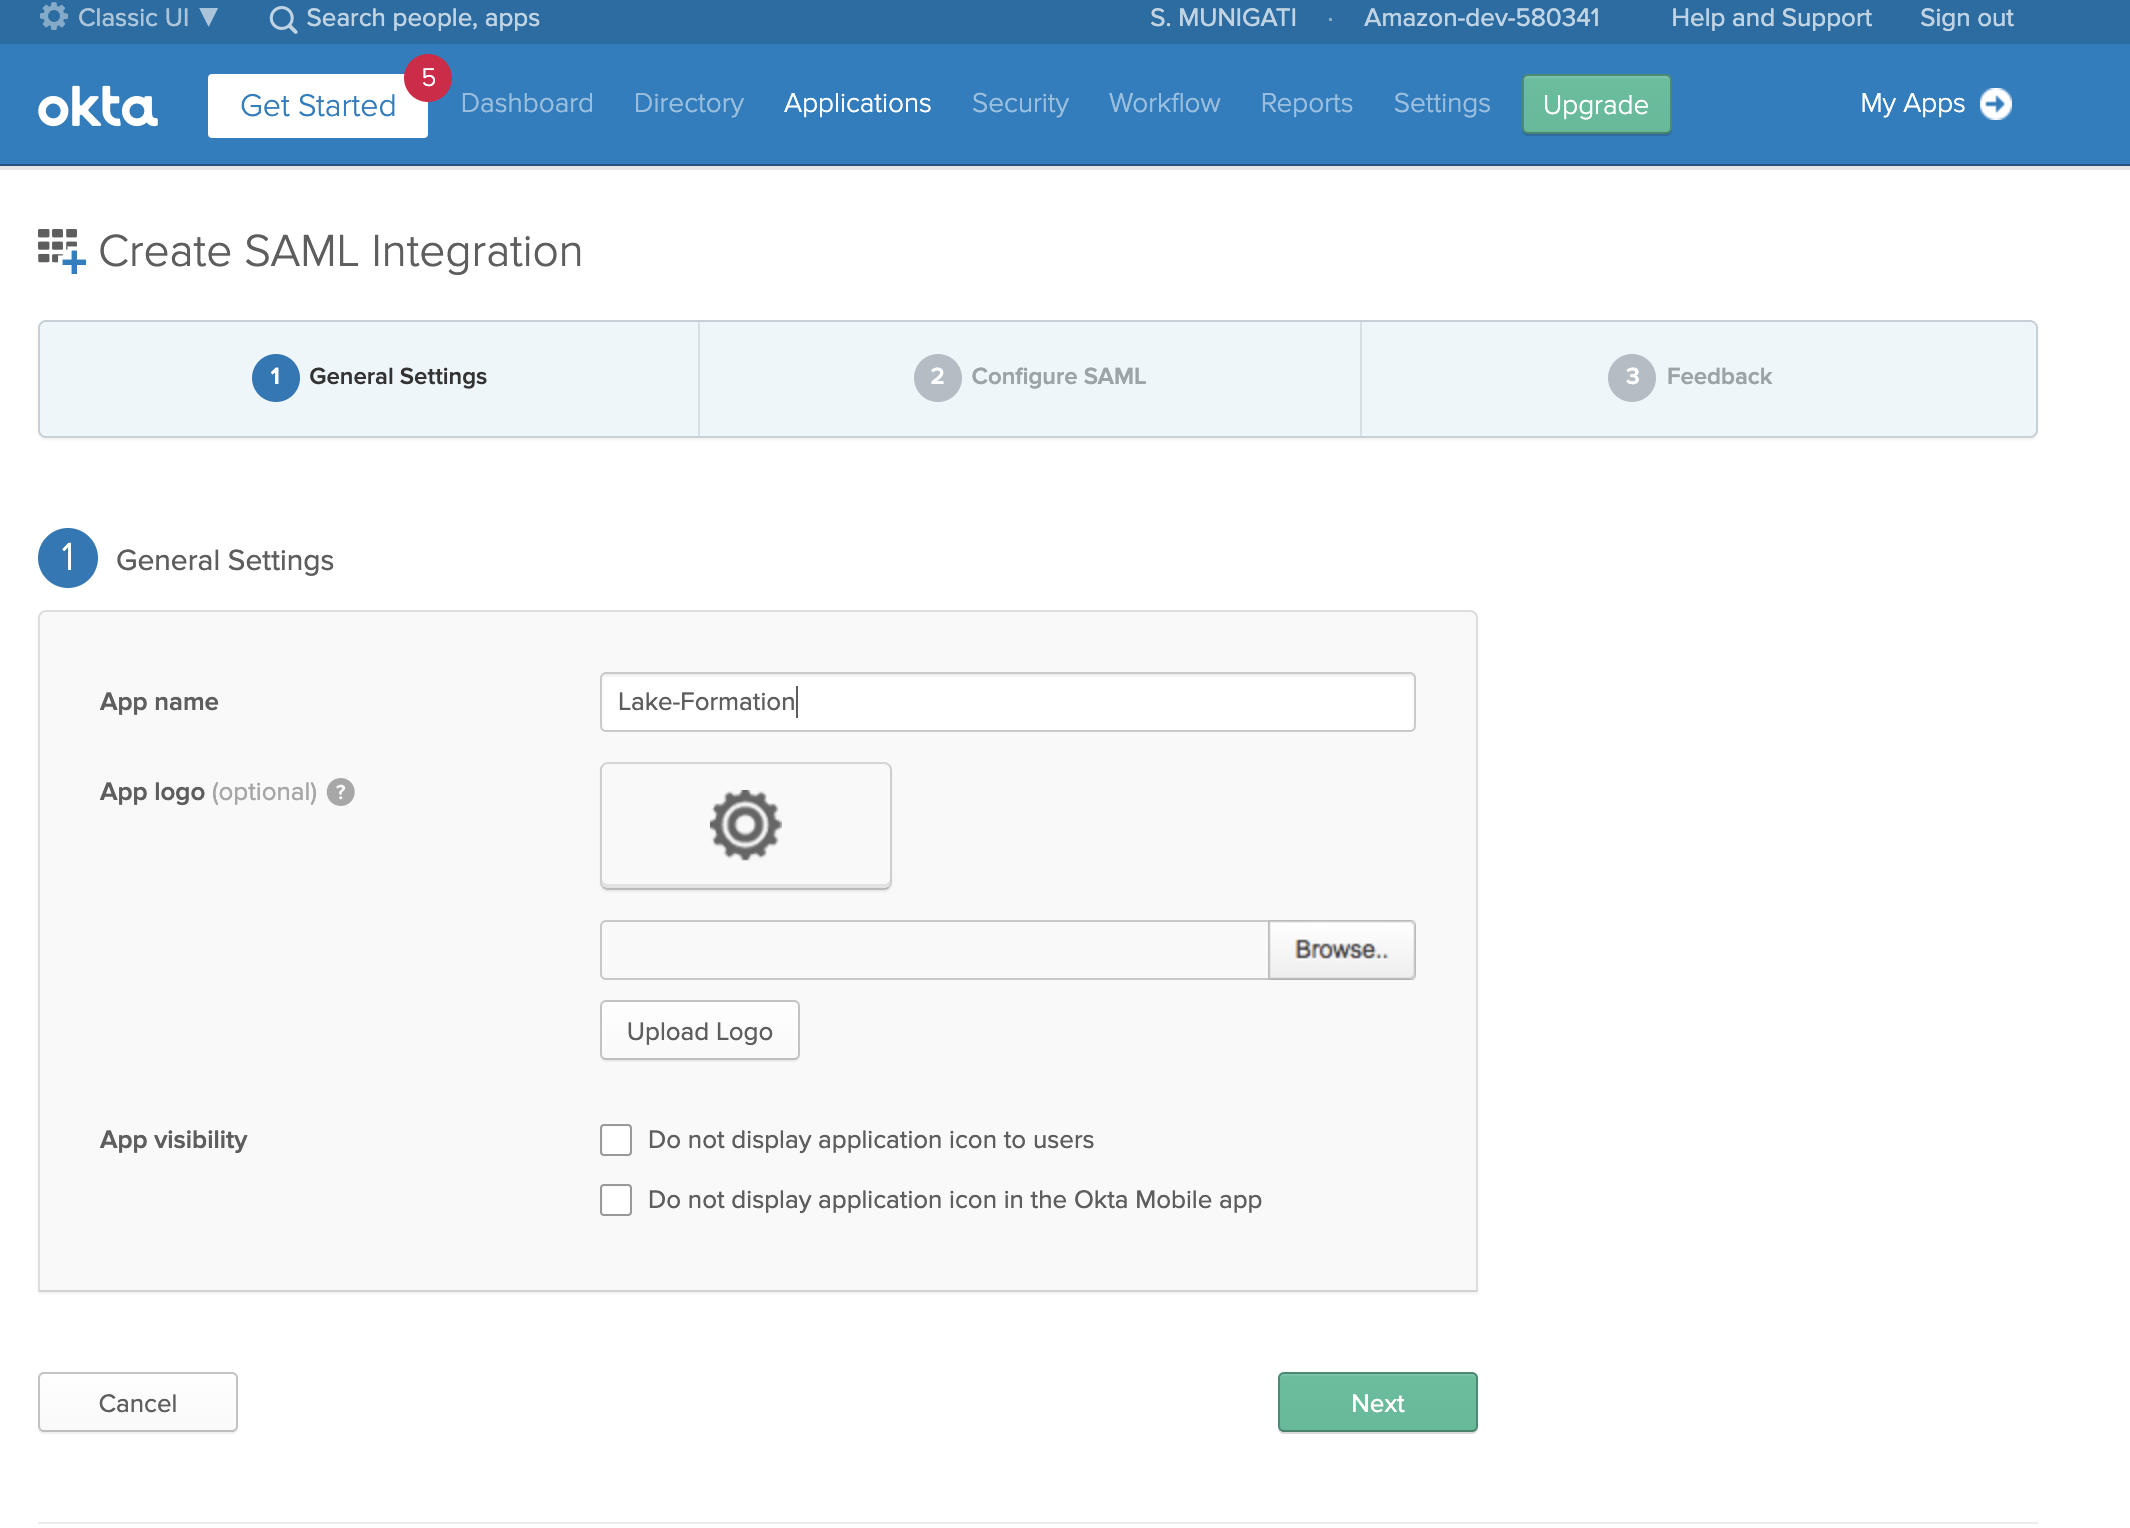 Classic UI ▼ Search people, apps S. MUNIGATI · Amazon-dev-580341 Help and Support Sign out
okta Get Started 5 Dashboard Directory Applications Security Workflow Reports Settings Upgrade My Apps
Create SAML Integration
1 General Settings 2 Configure SAML 3 Feedback
1 General Settings
App name Lake-Formation
App logo (optional) ?
Browse..
Upload Logo
App visibility Do not display application icon to users
Do not display application icon in the Okta Mobile app
Cancel Next